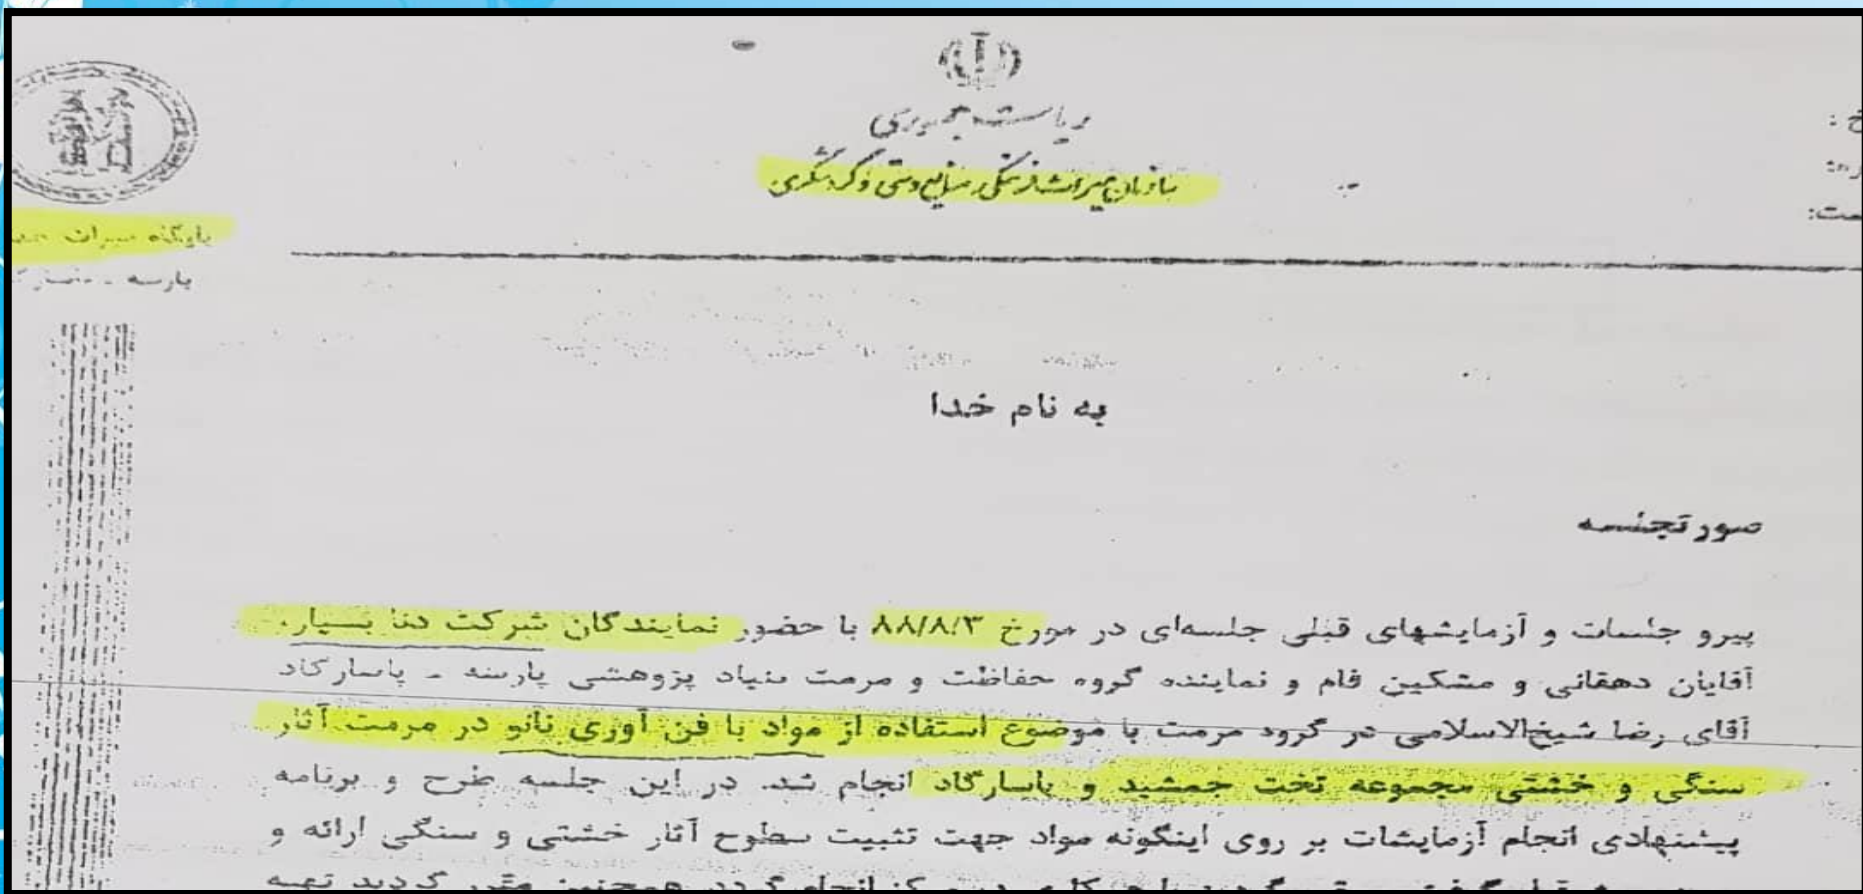 ریاست جمهوری
سازمان میراث فرهنگی، صنایع دستی و گردشگری
پایگاه میراث
پارسه -
به نام خدا
صورتجلسه
پیرو جلسات و آزمایشهای قبلی جلسه‌ای در مورخ ۸۸/۸/۳ با حضور نمایندگان شرکت دنا بسپار،
آقایان دهقانی و مشکین فام و نماینده گروه حفاظت و مرمت بنیاد پژوهشی پارسه - پاسارگاد
آقای رضا شیخ‌الاسلامی در گروه مرمت با موضوع استفاده از مواد با فن آوری نانو در مرمت آثار
سنگی و خشتی مجموعه تخت جمشید و پاسارگاد انجام شد. در این جلسه طرح و برنامه
پیشنهادی انجام آزمایشات بر روی اینگونه مواد جهت تثبیت سطوح آثار خشتی و سنگی ارائه و